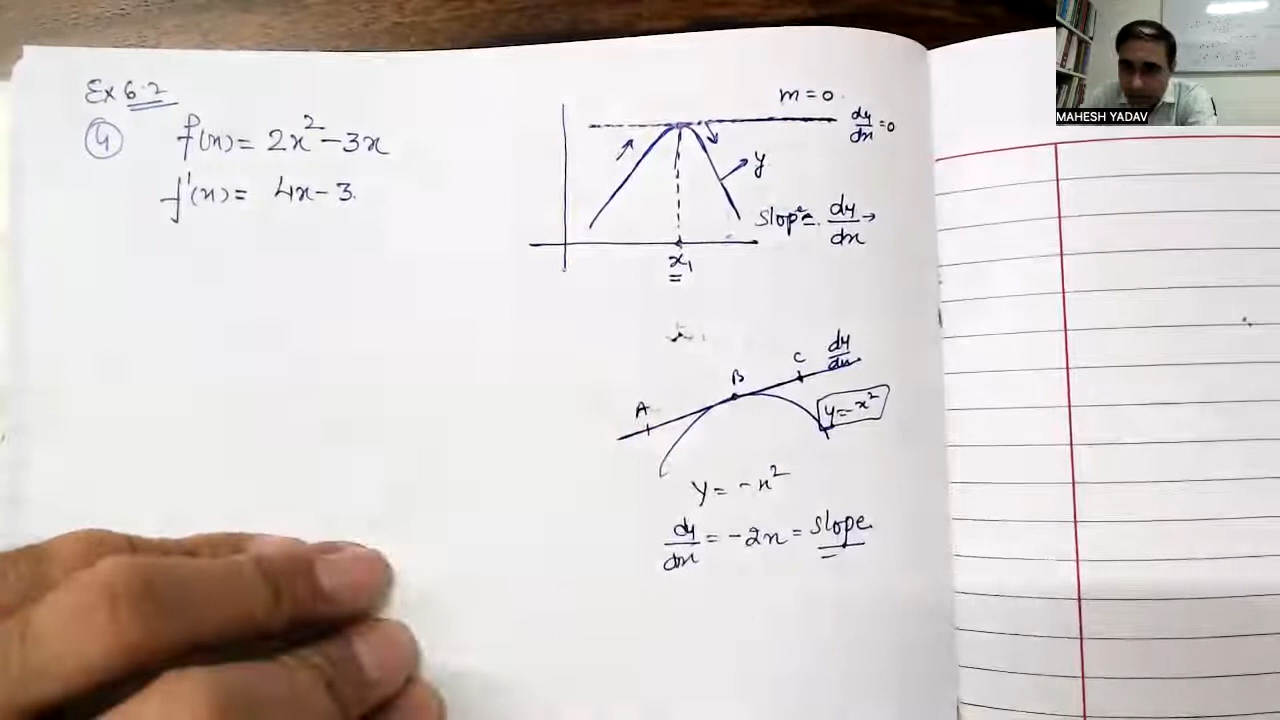 Ex 6.2
4 f(x) = 2x² - 3x
f'(x) = 4x - 3.
m = 0.
dy/dx = 0
y
slope = dy/dx →
x₁
A B C dy/dx
y = -x²
y = -x²
dy/dx = -2x = slope
MAHESH YADAV